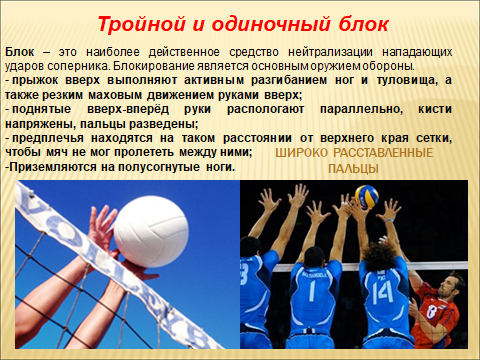 Тройной и одиночный блок
Блок – это наиболее действенное средство нейтрализации нападающих
ударов соперника. Блокирование является основным оружием обороны.
- прыжок вверх выполняют активным разгибанием ног и туловища, а
также резким маховым движением руками вверх;
- поднятые вверх-вперёд руки распологают параллельно, кисти
напряжены, пальцы разведены;
- предплечья находятся на таком расстоянии от верхнего края сетки,
чтобы мяч не мог пролететь между ними;
ШИРОКО РАССТАВЛЕННЫЕ
ПАЛЬЦЫ
-Приземляются на полусогнутые ноги.
1
14
8